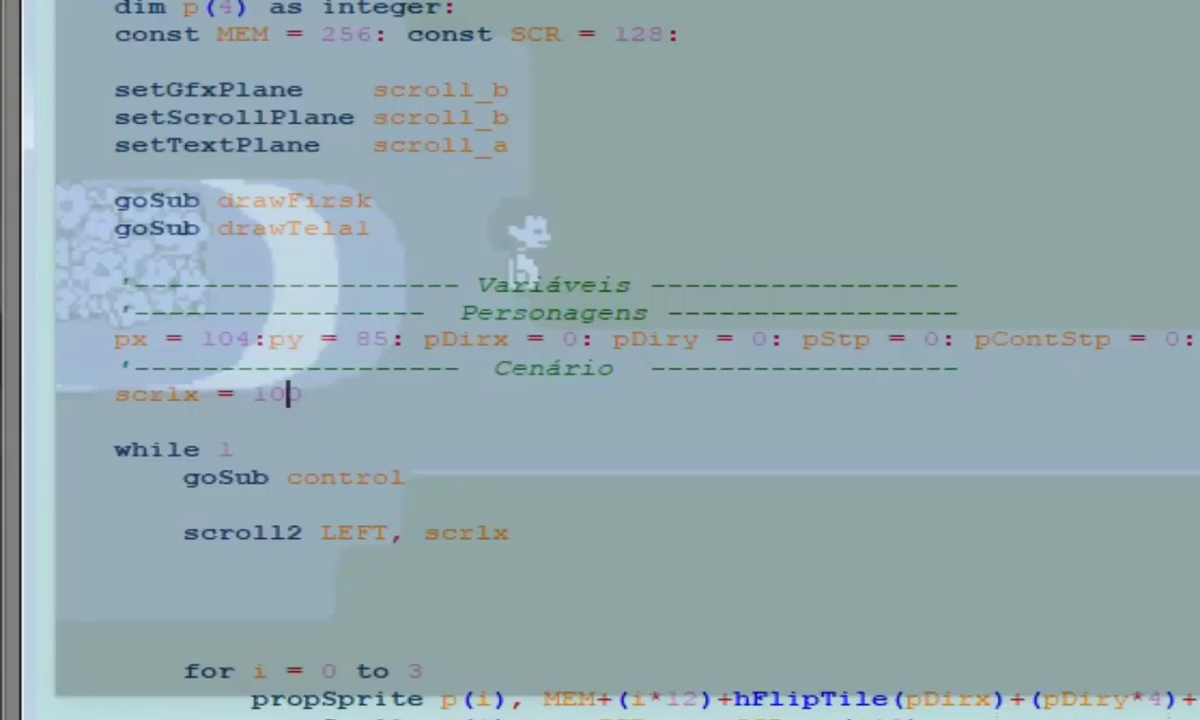 dim p(4) as integer:
const MEM = 256: const SCR = 128:
setGfxPlane scroll_b
setScrollPlane scroll_b
setTextPlane scroll_a
goSub drawFirsk
goSub drawTela1
'------------------- Variáveis ------------------
'----------------- Personagens -----------------
px = 104:py = 85: pDirx = 0: pDiry = 0: pStp = 0: pContStp = 0:
'------------------- Cenário ------------------
scrlx = 100
while 1
goSub control
scroll2 LEFT, scrlx
for i = 0 to 3
propSprite p(i), MEM+(i*12)+hFlipTile(pDirx)+(pDiry*4)+